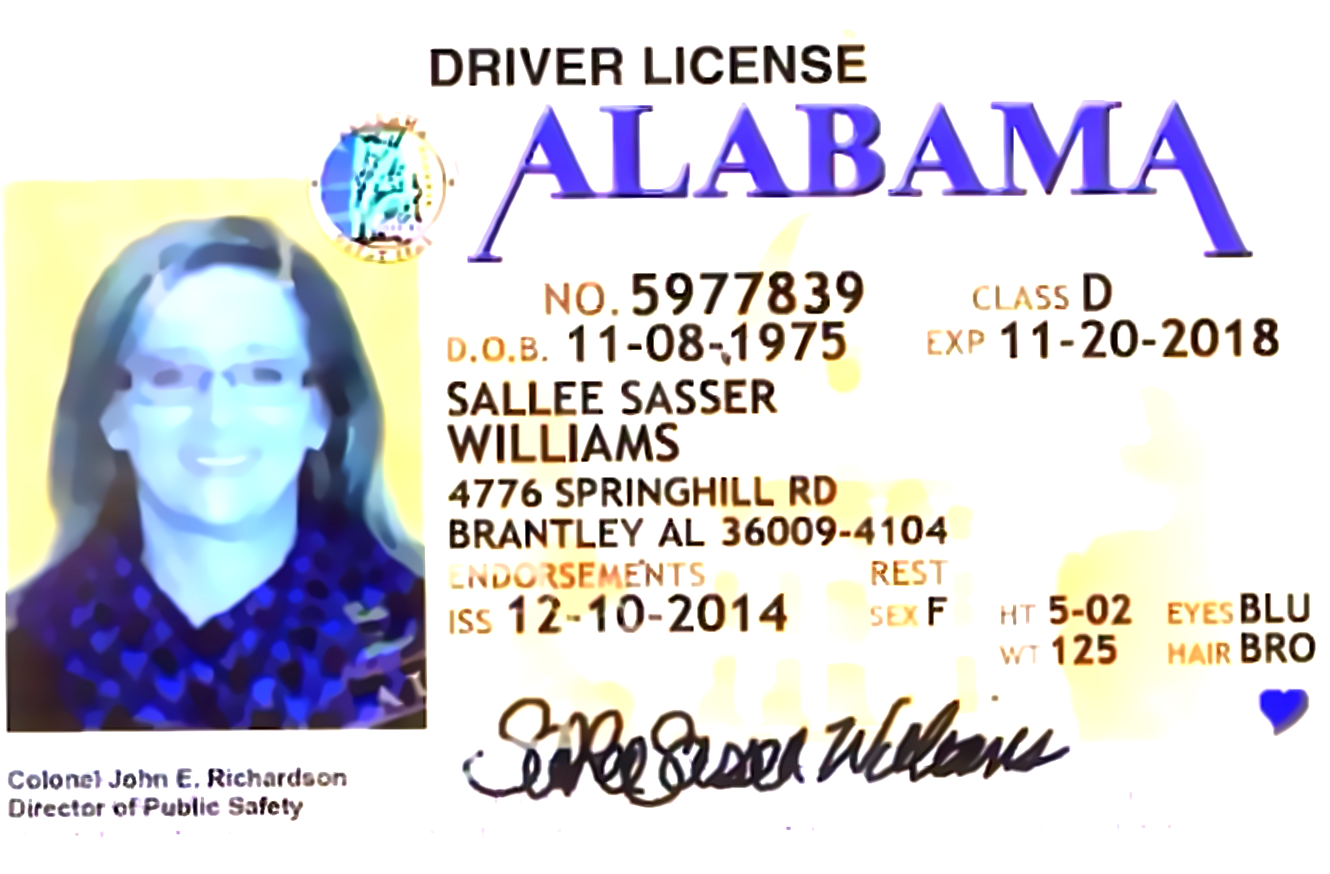 DRIVER LICENSE
ALABAMA
NO. 5977839 CLASS D
D.O.B. 11-08-1975 EXP 11-20-2018
SALLEE SASSER
WILLIAMS
4776 SPRINGHILL RD
BRANTLEY AL 36009-4104
ENDORSEMENTS REST
ISS 12-10-2014 SEX F HT 5-02 EYES BLU
WT 125 HAIR BRO
Sallee Sasser Williams
Colonel John E. Richardson
Director of Public Safety